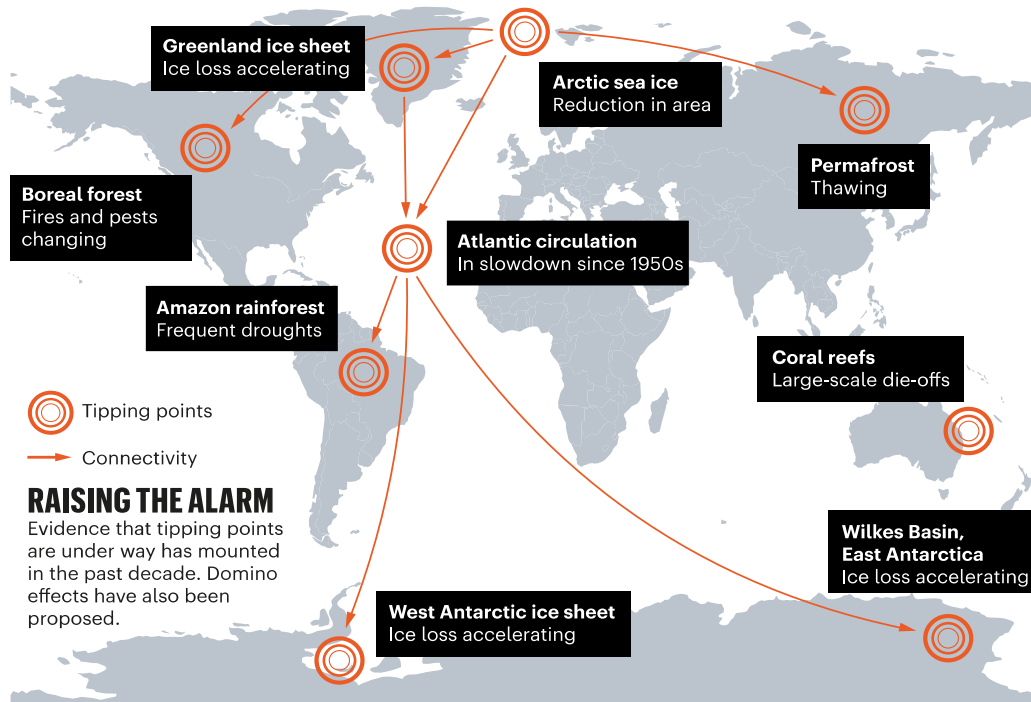 Greenland ice sheet
Ice loss accelerating
Arctic sea ice
Reduction in area
Permafrost
Thawing
Boreal forest
Fires and pests
changing
Atlantic circulation
In slowdown since 1950s
Amazon rainforest
Frequent droughts
Coral reefs
Large-scale die-offs
Tipping points
Connectivity
RAISING THE ALARM
Evidence that tipping points
are under way has mounted
in the past decade. Domino
effects have also been
proposed.
Wilkes Basin,
East Antarctica
Ice loss accelerating
West Antarctic ice sheet
Ice loss accelerating